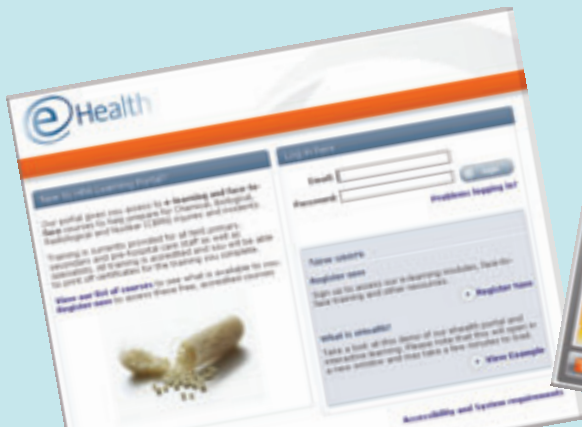 eHealth
New to HPA Learning Portal?
Our portal gives you access to e-learning and face-to-
face courses to help prepare for Chemical, Biological,
Radiological and Nuclear (CBRN) injuries and incidents.
Training is currently provided for all
and pre-hospital care staff as well as
All training is accredited and you will be able
to print off certificates for the training you complete.
View our list of courses to see what is available to you.
Register now to access these free, accredited courses
Log in here
Email:
Password:
login
Problems logging in?
New users
Register now
Sign up to access our e-learning modules, face-to-
face training and other resources.
Register Now
What is eHealth?
Take a look at this demo of our eHealth portal and
interactive learning. Please note that this will open in
a new window and may take a few minutes to load.
View Example
Accessibility and System requirements